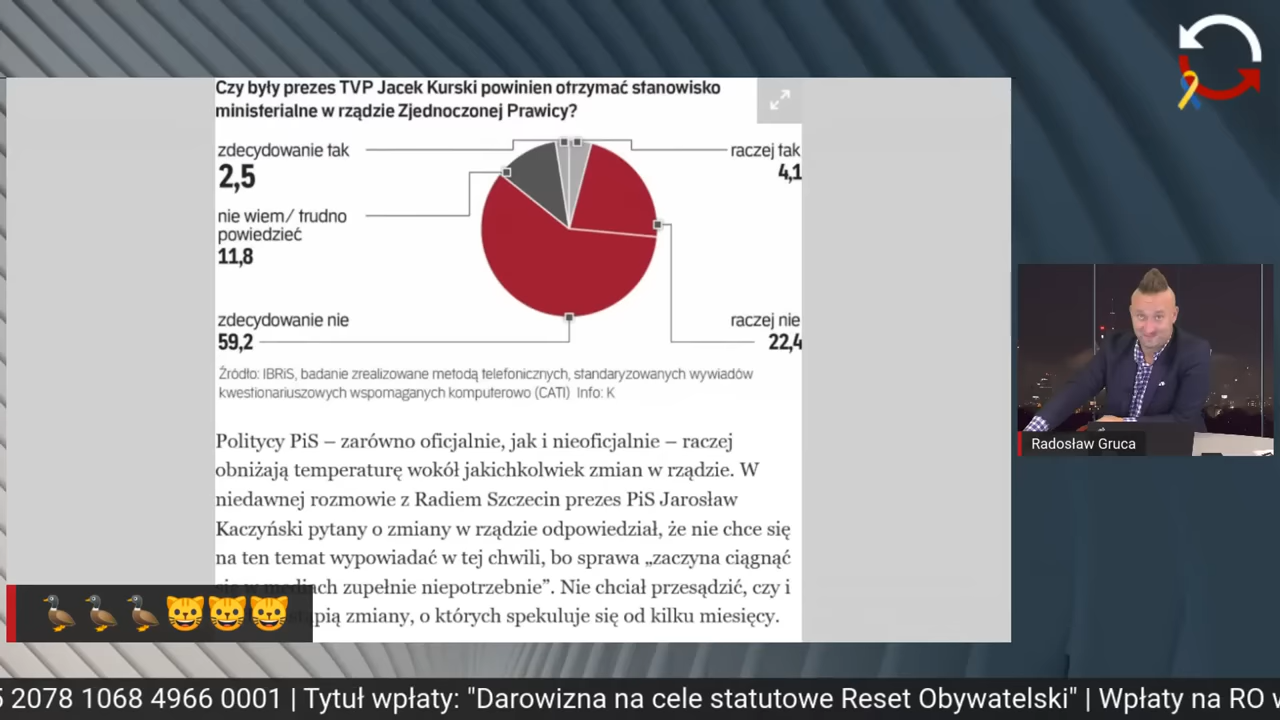 Czy były prezes TVP Jacek Kurski powinien otrzymać stanowisko
ministerialne w rządzie Zjednoczonej Prawicy?
zdecydowanie tak
2,5
raczej tak
4,1
nie wiem/ trudno
powiedzieć
11,8
zdecydowanie nie
59,2
raczej nie
22,4
Źródło: IBRiS, badanie zrealizowane metodą telefonicznych, standaryzowanych wywiadów
kwestionariuszowych wspomaganych komputerowo (CATI) Info: K
Politycy PiS – zarówno oficjalnie, jak i nieoficjalnie – raczej
obniżają temperaturę wokół jakichkolwiek zmian w rządzie. W
niedawnej rozmowie z Radiem Szczecin prezes PiS Jarosław
Kaczyński pytany o zmiany w rządzie odpowiedział, że nie chce się
na ten temat wypowiadać w tej chwili, bo sprawa „zaczyna ciągnąć
się w mediach zupełnie niepotrzebnie”. Nie chciał przesądzić, czy i
zmiany, o których spekuluje się od kilku miesięcy.
Radosław Gruca
2078 1068 4966 0001 | Tytuł wpłaty: "Darowizna na cele statutowe Reset Obywatelski" | Wpłaty na RO